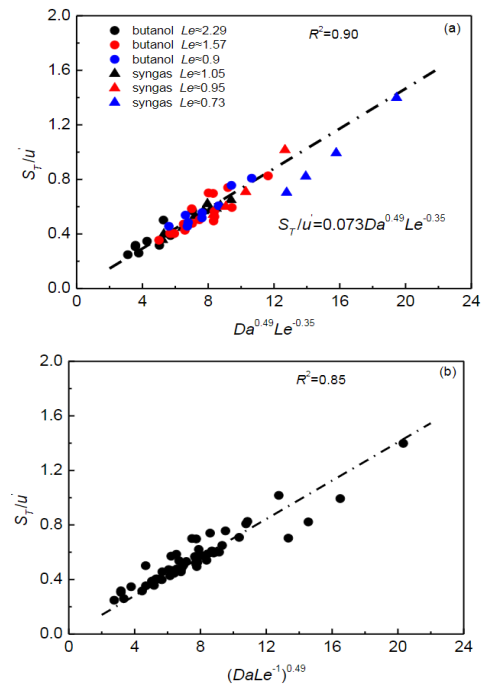 (a)
R²=0.90
butanol Le≈2.29
butanol Le≈1.57
butanol Le≈0.9
syngas Le≈1.05
syngas Le≈0.95
syngas Le≈0.73
S_T/u'
2.0
1.6
1.2
0.8
0.4
0.0
S_T/u'=0.073Da^0.49Le^-0.35
0 4 8 12 16 20 24
Da^0.49Le^-0.35
(b)
R²=0.85
S_T/u'
2.0
1.6
1.2
0.8
0.4
0.0
0 4 8 12 16 20 24
(DaLe^-1)^0.49